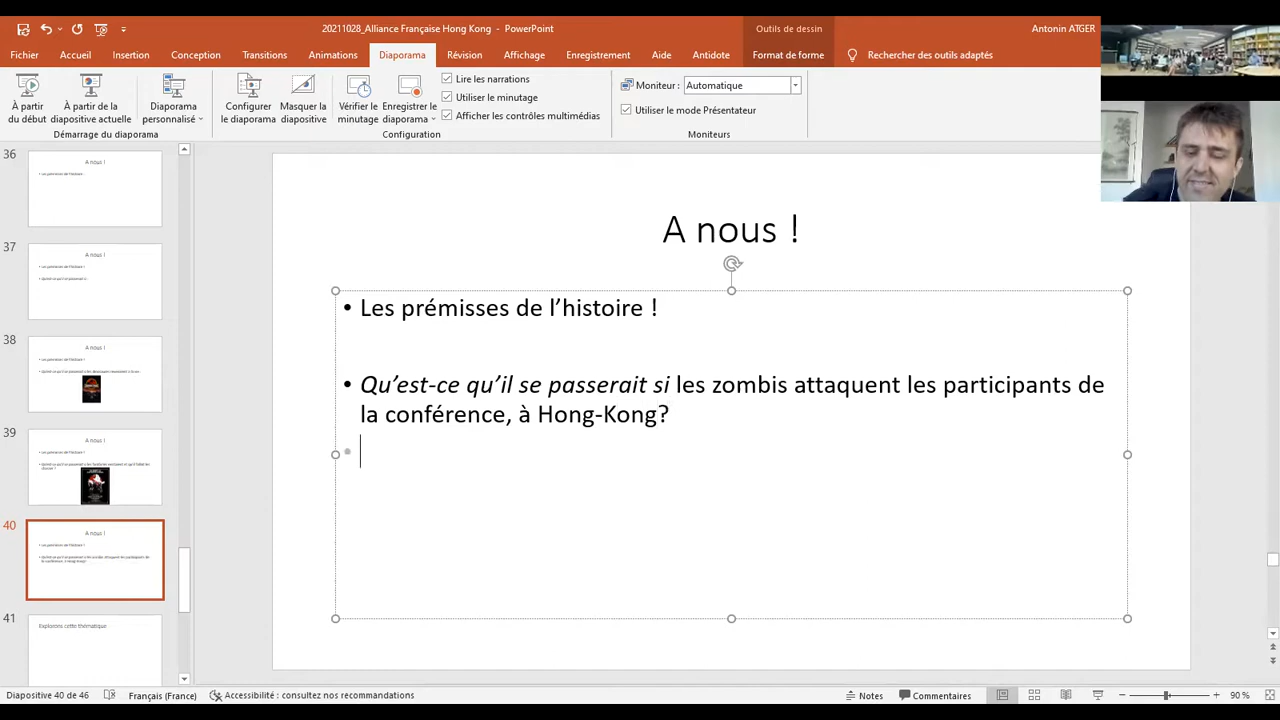 20211028_Alliance Française Hong Kong - PowerPoint
Outils de dessin
Antonin ATGER
Fichier Accueil Insertion Conception Transitions Animations Diaporama Révision Affichage Enregistrement Aide Antidote Format de forme Rechercher des outils adaptés
À partir du début
À partir de la diapositive actuelle
Diaporama personnalisé
Démarrage du diaporama
Configurer le diaporama
Masquer la diapositive
Vérifier le minutage
Enregistrer le diaporama
Lire les narrations
Utiliser le minutage
Afficher les contrôles multimédias
Configuration
Moniteur : Automatique
Utiliser le mode Présentateur
Moniteurs
36
A nous !
37
A nous !
38
A nous !
39
A nous !
40
A nous !
41
Explorons cette thématique
A nous !
• Les prémisses de l’histoire !
• Qu’est-ce qu’il se passerait si les zombis attaquent les participants de
la conférence, à Hong-Kong?
Diapositive 40 de 46 Français (France) Accessibilité : consultez nos recommandations Notes Commentaires 90 %